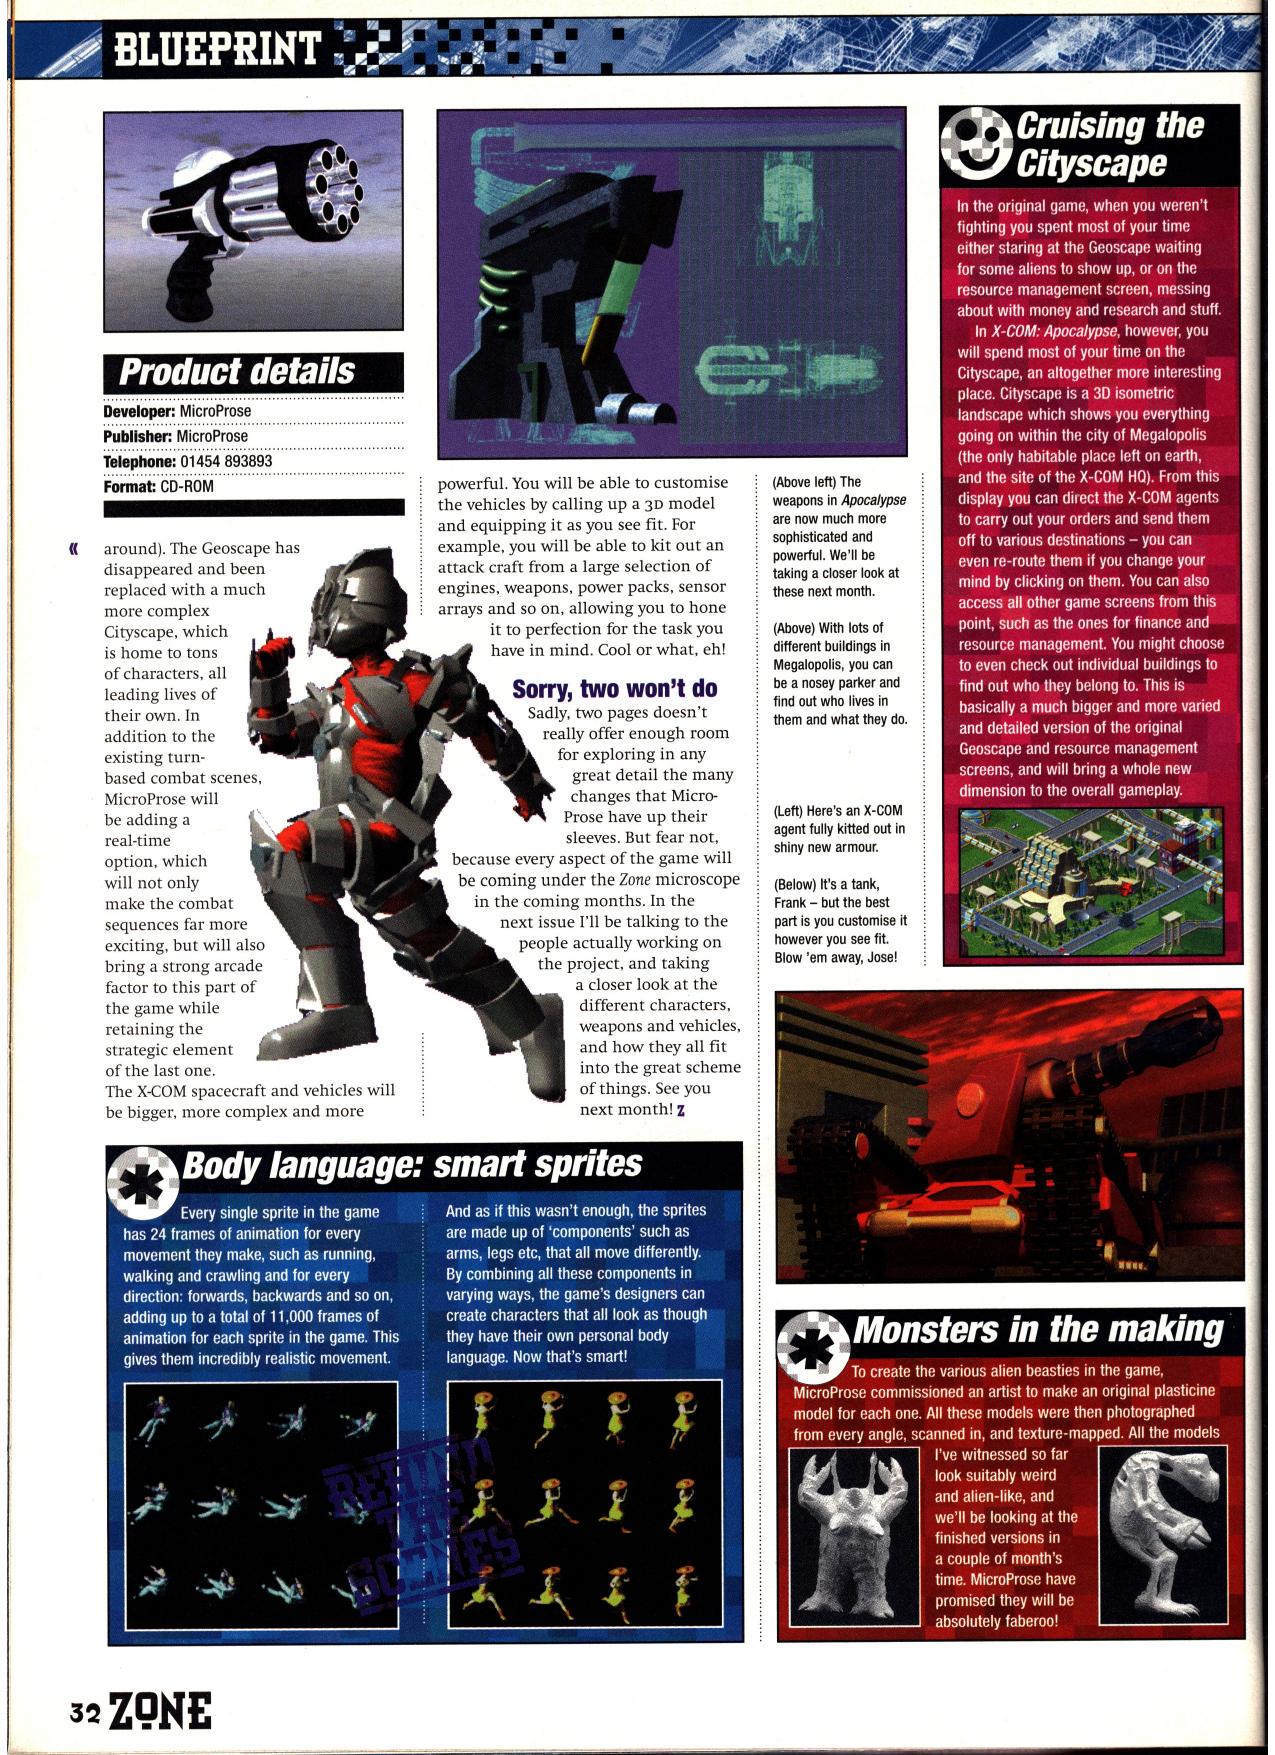 BLUEPRINT
Product details
Developer: MicroProse
Publisher: MicroProse
Telephone: 01454 893893
Format: CD-ROM
« around). The Geoscape has
disappeared and been
replaced with a much
more complex
Cityscape, which
is home to tons
of characters, all
leading lives of
their own. In
addition to the
existing turn-
based combat scenes,
MicroProse will
be adding a
real-time
option, which
will not only
make the combat
sequences far more
exciting, but will also
bring a strong arcade
factor to this part of
the game while
retaining the
strategic element
of the last one.
The X-COM spacecraft and vehicles will
be bigger, more complex and more
powerful. You will be able to customise
the vehicles by calling up a 3D model
and equipping it as you see fit. For
example, you will be able to kit out an
attack craft from a large selection of
engines, weapons, power packs, sensor
arrays and so on, allowing you to hone
it to perfection for the task you
have in mind. Cool or what, eh!
Sorry, two won't do
Sadly, two pages doesn't
really offer enough room
for exploring in any
great detail the many
changes that Micro-
Prose have up their
sleeves. But fear not,
because every aspect of the game will
be coming under the Zone microscope
in the coming months. In the
next issue I'll be talking to the
people actually working on
the project, and taking
a closer look at the
different characters,
weapons and vehicles,
and how they all fit
into the great scheme
of things. See you
next month! Z
(Above left) The
weapons in Apocalypse
are now much more
sophisticated and
powerful. We'll be
taking a closer look at
these next month.
(Above) With lots of
different buildings in
Megalopolis, you can
be a nosey parker and
find out who lives in
them and what they do.
(Left) Here's an X-COM
agent fully kitted out in
shiny new armour.
(Below) It's a tank,
Frank – but the best
part is you customise it
however you see fit.
Blow 'em away, Jose!
Cruising the
Cityscape
In the original game, when you weren't
fighting you spent most of your time
either staring at the Geoscape waiting
for some aliens to show up, or on the
resource management screen, messing
about with money and research and stuff.
In X-COM: Apocalypse, however, you
will spend most of your time on the
Cityscape, an altogether more interesting
place. Cityscape is a 3D isometric
landscape which shows you everything
going on within the city of Megalopolis
(the only habitable place left on earth,
and the site of the X-COM HQ). From this
display you can direct the X-COM agents
to carry out your orders and send them
off to various destinations – you can
even re-route them if you change your
mind by clicking on them. You can also
access all other game screens from this
point, such as the ones for finance and
resource management. You might choose
to even check out individual buildings to
find out who they belong to. This is
basically a much bigger and more varied
and detailed version of the original
Geoscape and resource management
screens, and will bring a whole new
dimension to the overall gameplay.
Body language: smart sprites
Every single sprite in the game
has 24 frames of animation for every
movement they make, such as running,
walking and crawling and for every
direction: forwards, backwards and so on,
adding up to a total of 11,000 frames of
animation for each sprite in the game. This
gives them incredibly realistic movement.
And as if this wasn't enough, the sprites
are made up of 'components' such as
arms, legs etc, that all move differently.
By combining all these components in
varying ways, the game's designers can
create characters that all look as though
they have their own personal body
language. Now that's smart!
BEHIND
THE
SCENES
Monsters in the making
To create the various alien beasties in the game,
MicroProse commissioned an artist to make an original plasticine
model for each one. All these models were then photographed
from every angle, scanned in, and texture-mapped. All the models
I've witnessed so far
look suitably weird
and alien-like, and
we'll be looking at the
finished versions in
a couple of month's
time. MicroProse have
promised they will be
absolutely faberoo!
32 ZONE